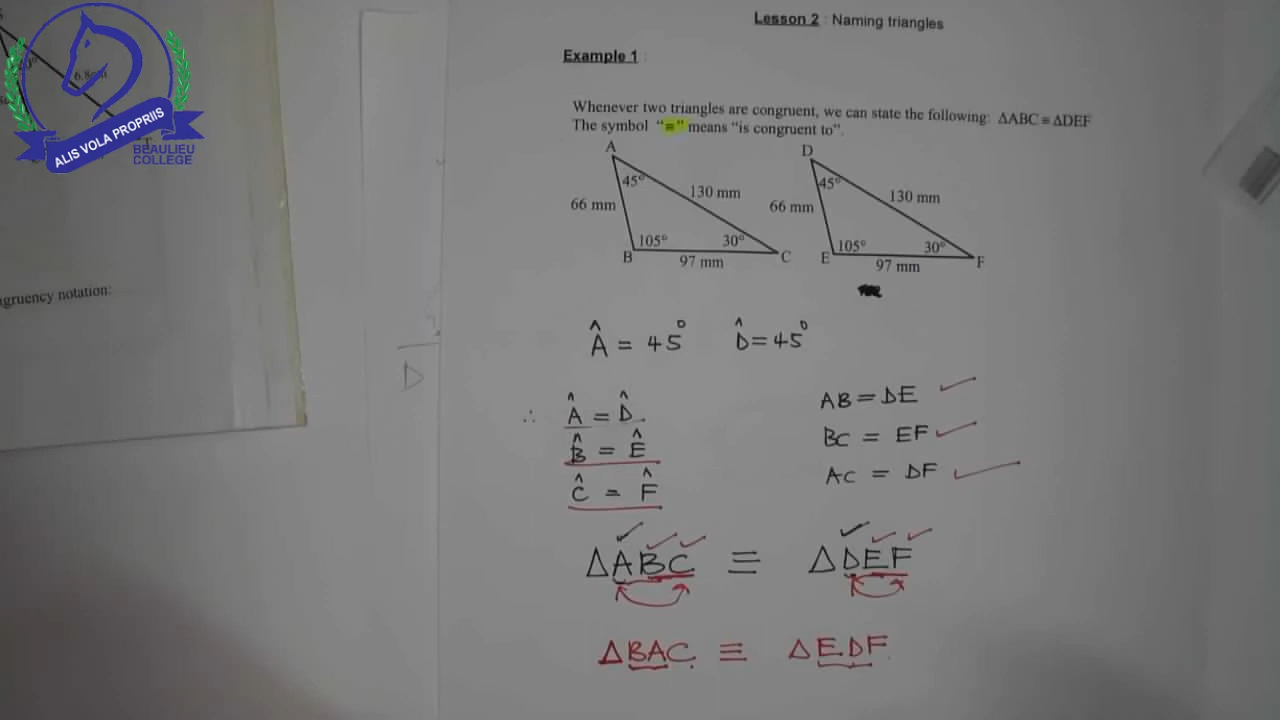 Lesson 2 : Naming triangles
Example 1 :
Whenever two triangles are congruent, we can state the following: ΔABC ≡ ΔDEF
The symbol "≡" means "is congruent to".
A
45°
130 mm
66 mm
105°
30°
B
97 mm
C
D
45°
130 mm
66 mm
105°
30°
E
97 mm
F
Â = 45°
D̂ = 45°
∴ Â = D̂.
B̂ = Ê
Ĉ = F̂
AB = DE ✓
BC = EF ✓
AC = DF ✓
ΔABC ≡ ΔDEF
ΔBAC ≡ ΔEDF
ALIS VOLA PROPRIIS
BEAULIEU
COLLEGE
notation:
D